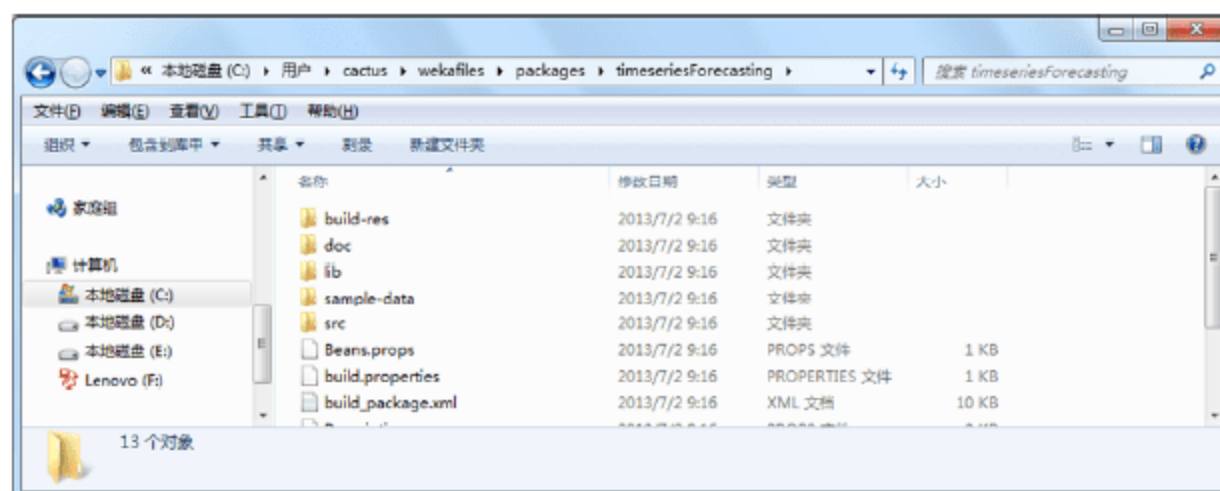 « 本地磁盘 (C:) ▸ 用户 ▸ cactus ▸ wekafiles ▸ packages ▸ timeseriesForecasting ▸ 搜索 timeseriesForecasting
文件(F) 编辑(E) 查看(V) 工具(T) 帮助(H)
组织 包含到库中 共享 刻录 新建文件夹
名称 修改日期 类型 大小
家庭组
计算机
本地磁盘 (C:)
本地磁盘 (D:)
本地磁盘 (E:)
Lenovo (F:)
build-res 2013/7/2 9:16 文件夹
doc 2013/7/2 9:16 文件夹
lib 2013/7/2 9:16 文件夹
sample-data 2013/7/2 9:16 文件夹
src 2013/7/2 9:16 文件夹
Beans.props 2013/7/2 9:16 PROPS 文件 1 KB
build.properties 2013/7/2 9:16 PROPERTIES 文件 1 KB
build_package.xml 2013/7/2 9:16 XML 文档 10 KB
13 个对象